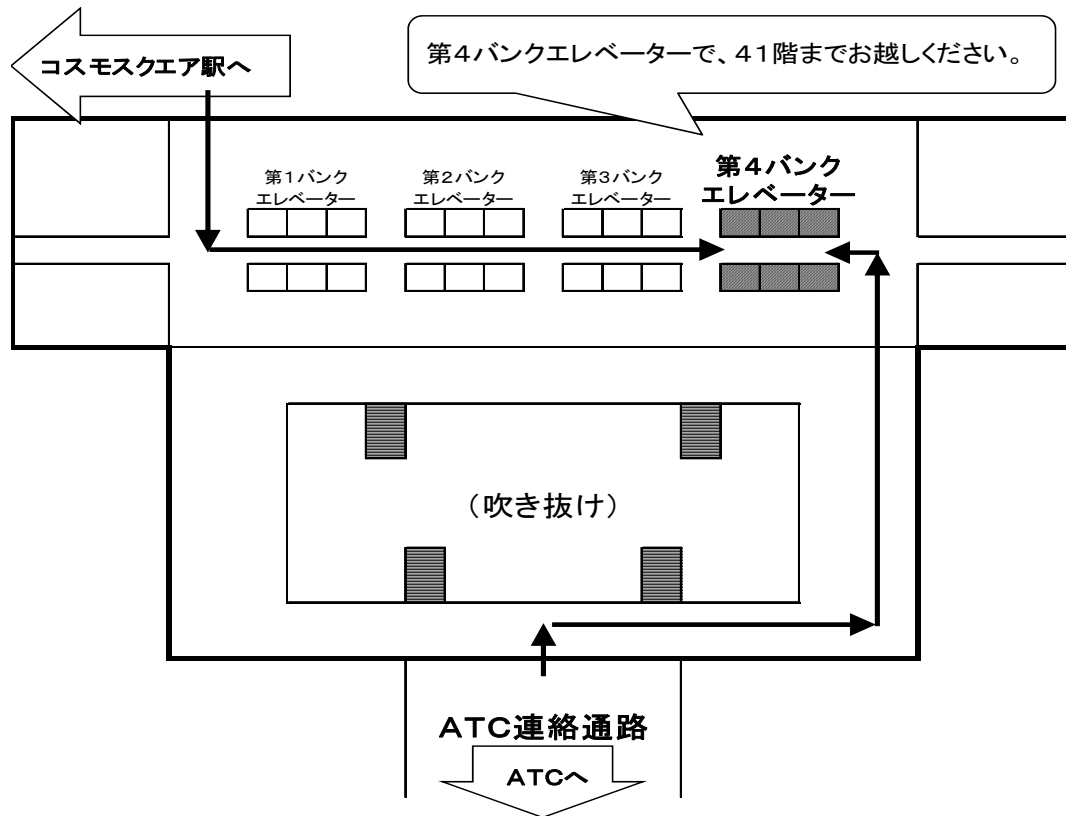 コスモスクエア駅へ
第4バンクエレベーターで、41階までお越しください。
第1バンク
エレベーター
第2バンク
エレベーター
第3バンク
エレベーター
第4バンク
エレベーター
（吹き抜け）
ATC連絡通路
ATCへ